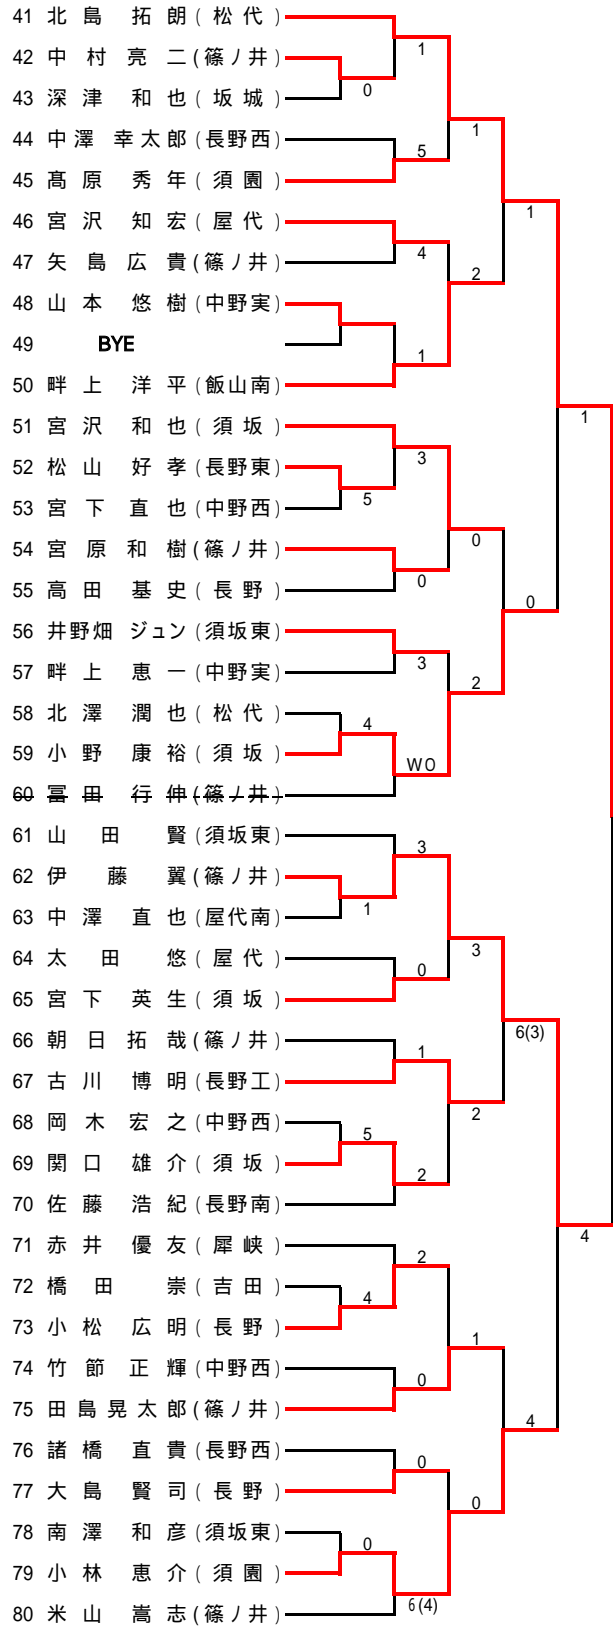 41 北島 拓朗 (松代)
1
42 中村亮二 (篠ノ井)
0
43 深津 和也 (坂城)
44 中澤 幸太郎 (長野西)
1
5
45 髙原 秀年 (須園)
1
46 宮沢 知宏 (屋代)
4
47 矢島広貴 (篠ノ井)
2
48 山本 悠樹 (中野実)
49 BYE
1
50 畔上 洋平 (飯山南)
1
51 宮沢 和也 (須坂)
3
52 松山 好孝 (長野東)
5
53 宮下 直也 (中野西)
0
54 宮原和樹 (篠ノ井)
0
55 高田 基史 (長野)
0
56 井野畑 ジュン (須坂東)
3
57 畔上 恵一 (中野実)
2
58 北澤 潤也 (松代)
4
59 小野 康裕 (須坂)
WO
60 冨田 行伸 (篠ノ井)
61 山田 賢 (須坂東)
3
62 伊藤 翼 (篠ノ井)
1
63 中澤 直也 (屋代南)
3
64 太田 悠 (屋代)
0
65 宮下 英生 (須坂)
6(3)
66 朝日拓哉 (篠ノ井)
1
67 古川 博明 (長野工)
2
68 岡木宏之 (中野西)
5
69 関口 雄介 (須坂)
2
70 佐藤 浩紀 (長野南)
4
71 赤井 優友 (犀峡)
2
72 橋田 崇 (吉田)
4
73 小松 広明 (長野)
1
74 竹節正輝 (中野西)
0
75 田島晃太郎 (篠ノ井)
4
76 諸橋 直貴 (長野西)
0
77 大島 賢司 (長野)
0
78 南澤 和彦 (須坂東)
0
79 小林 恵介 (須園)
6(4)
80 米山 嵩志 (篠ノ井)